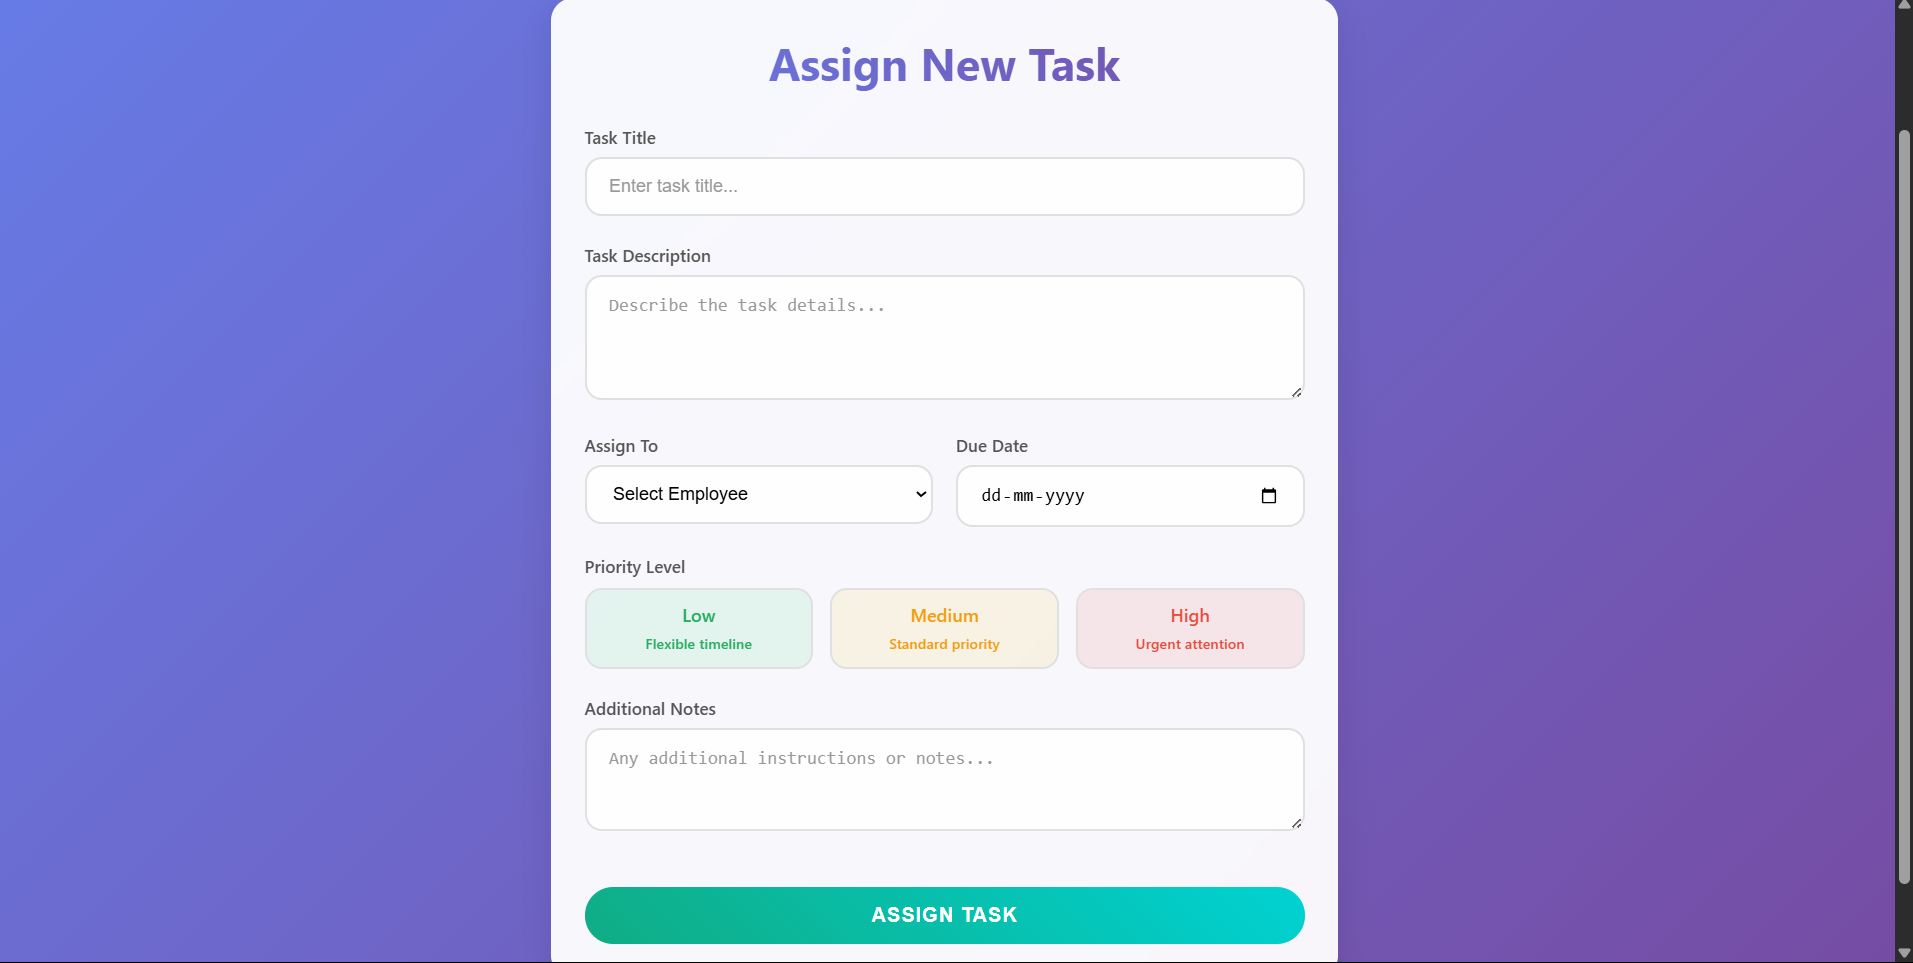 Assign New Task
Task Title
Enter task title...
Task Description
Describe the task details...
Assign To
Due Date
Select Employee
dd-mm-yyyy
Priority Level
Low
Medium
High
Flexible timeline
Standard priority
Urgent attention
Additional Notes
Any additional instructions or notes...
ASSIGN TASK